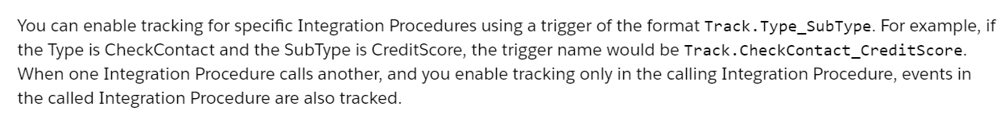 You can enable tracking for specific Integration Procedures using a trigger of the format Track.Type_SubType. For example, if
the Type is CheckContact and the SubType is CreditScore, the trigger name would be Track.CheckContact_CreditScore.
When one Integration Procedure calls another, and you enable tracking only in the calling Integration Procedure, events in
the called Integration Procedure are also tracked.